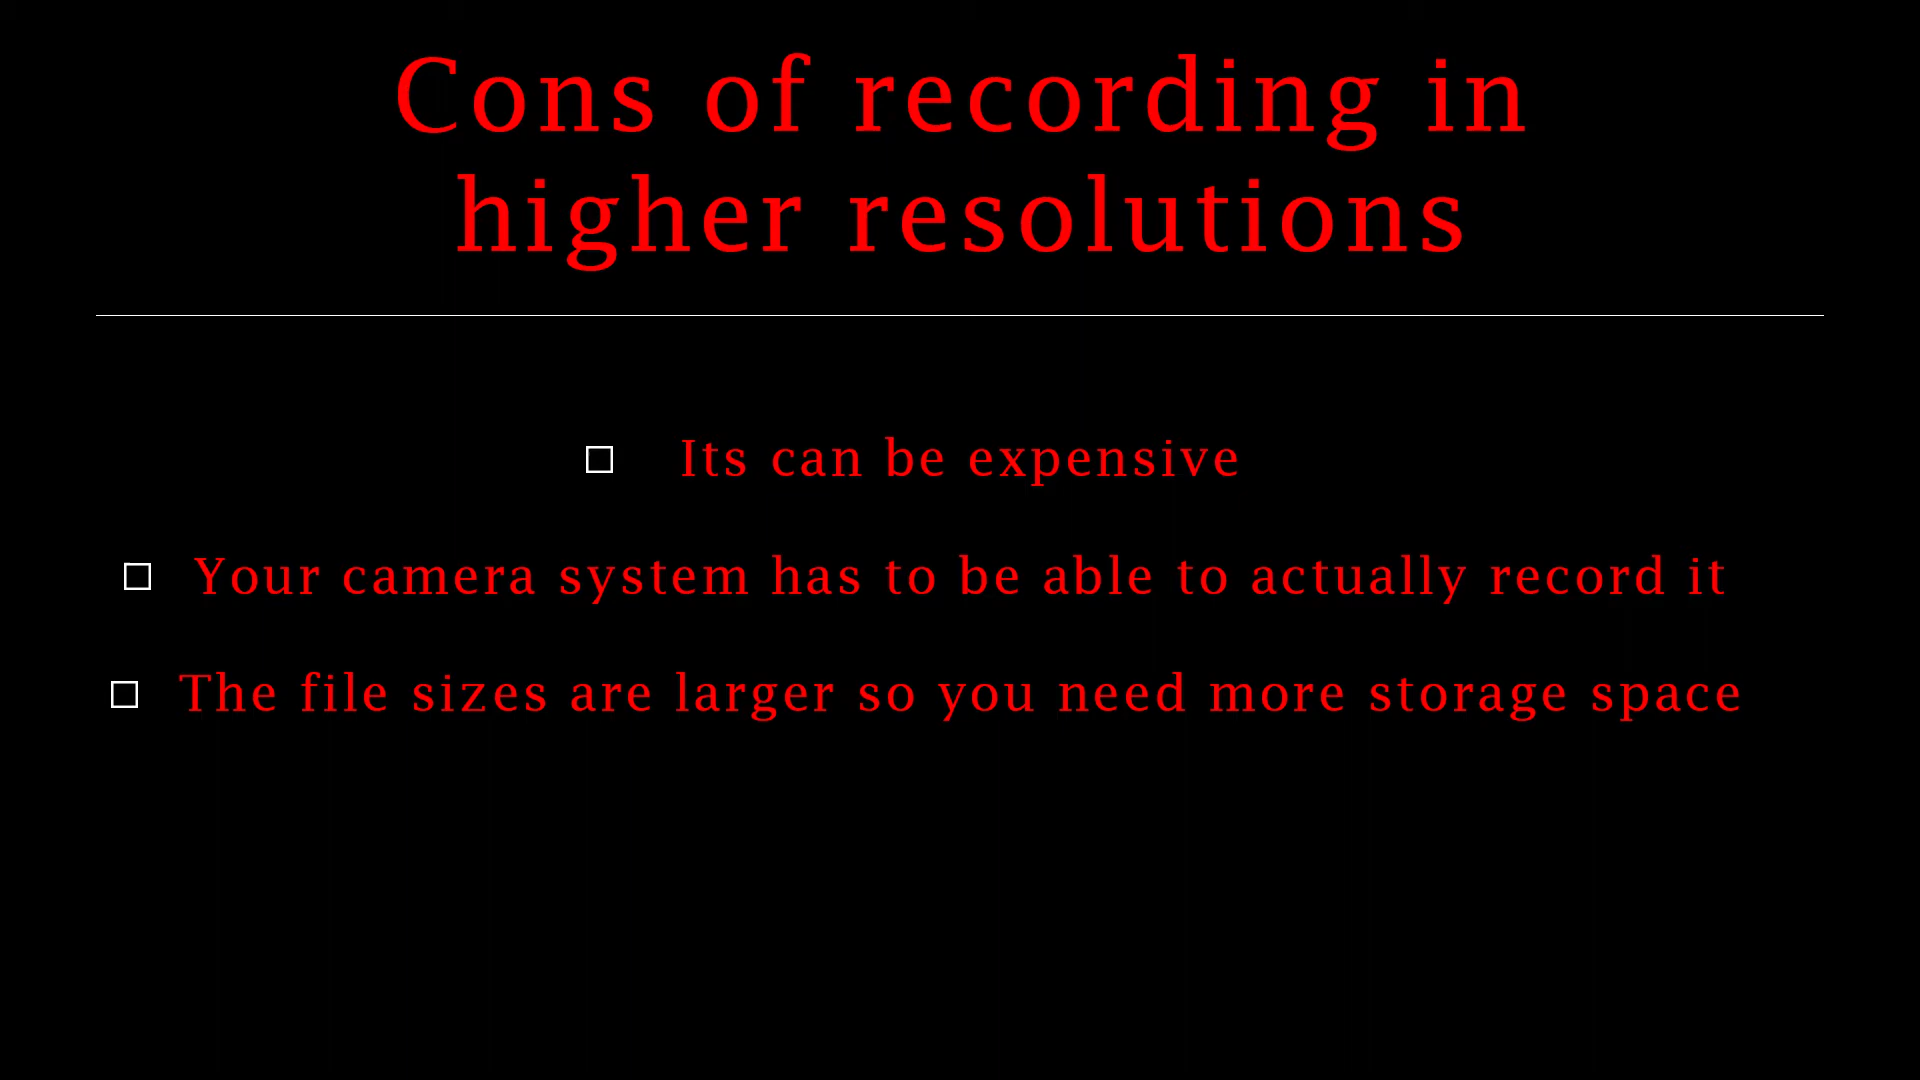 Cons of recording in
higher resolutions
Its can be expensive
Your camera system has to be able to actually record it
The file sizes are larger so you need more storage space